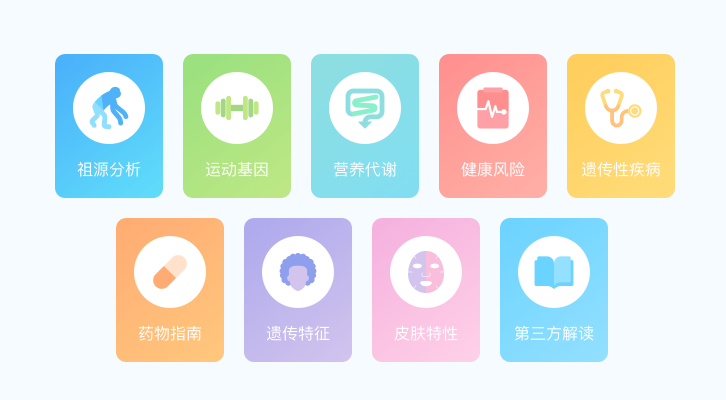 祖源分析
运动基因
营养代谢
健康风险
遗传性疾病
药物指南
遗传特征
皮肤特性
第三方解读